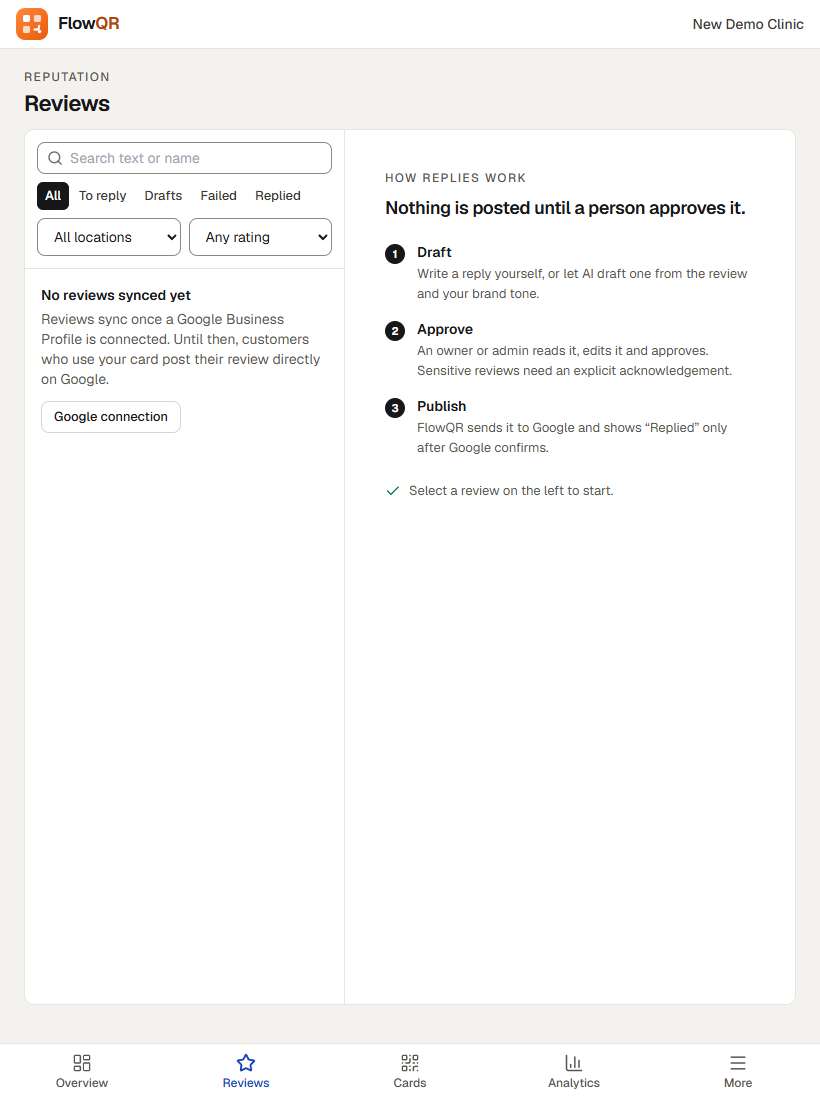 FlowQR
New Demo Clinic
REPUTATION
Reviews
Search text or name
All To reply Drafts Failed Replied
All locations Any rating
No reviews synced yet
Reviews sync once a Google Business
Profile is connected. Until then, customers
who use your card post their review directly
on Google.
Google connection
HOW REPLIES WORK
Nothing is posted until a person approves it.
1 Draft
Write a reply yourself, or let AI draft one from the review
and your brand tone.
2 Approve
An owner or admin reads it, edits it and approves.
Sensitive reviews need an explicit acknowledgement.
3 Publish
FlowQR sends it to Google and shows “Replied” only
after Google confirms.
Select a review on the left to start.
Overview Reviews Cards Analytics More